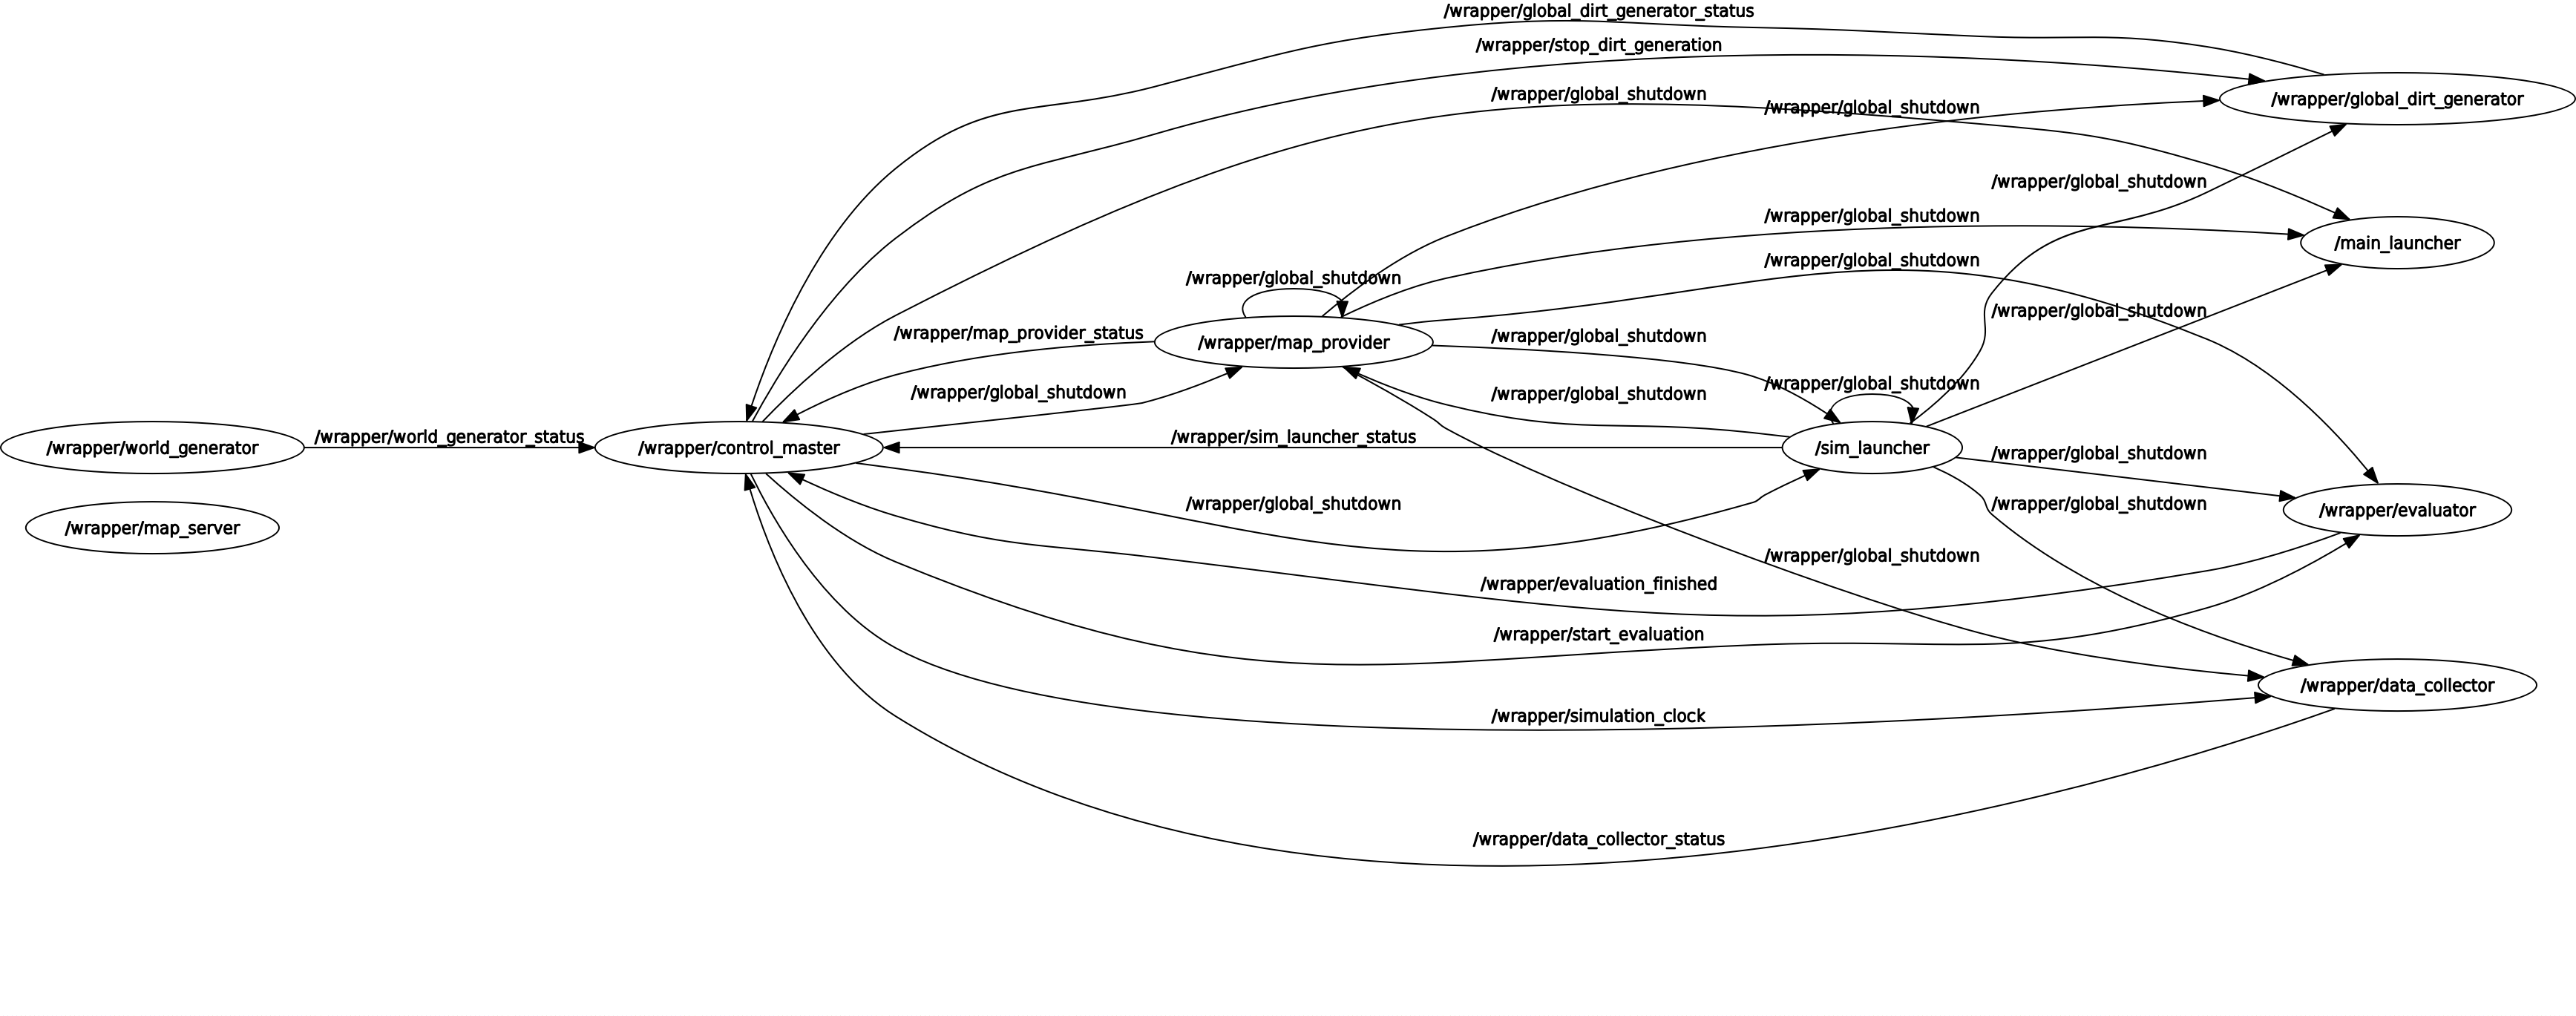 /wrapper/global_dirt_generator_status
/wrapper/stop_dirt_generation
/wrapper/global_shutdown
/wrapper/global_dirt_generator
/wrapper/global_shutdown
/wrapper/global_shutdown
/wrapper/global_shutdown
/main_launcher
/wrapper/global_shutdown
/wrapper/global_shutdown
/wrapper/global_shutdown
/wrapper/map_provider_status
/wrapper/global_shutdown
/wrapper/map_provider
/wrapper/global_shutdown
/wrapper/global_shutdown
/wrapper/global_shutdown
/wrapper/world_generator_status
/wrapper/sim_launcher_status
/wrapper/world_generator
/wrapper/control_master
/sim_launcher
/wrapper/global_shutdown
/wrapper/global_shutdown
/wrapper/global_shutdown
/wrapper/evaluator
/wrapper/map_server
/wrapper/global_shutdown
/wrapper/evaluation_finished
/wrapper/start_evaluation
/wrapper/data_collector
/wrapper/simulation_clock
/wrapper/data_collector_status